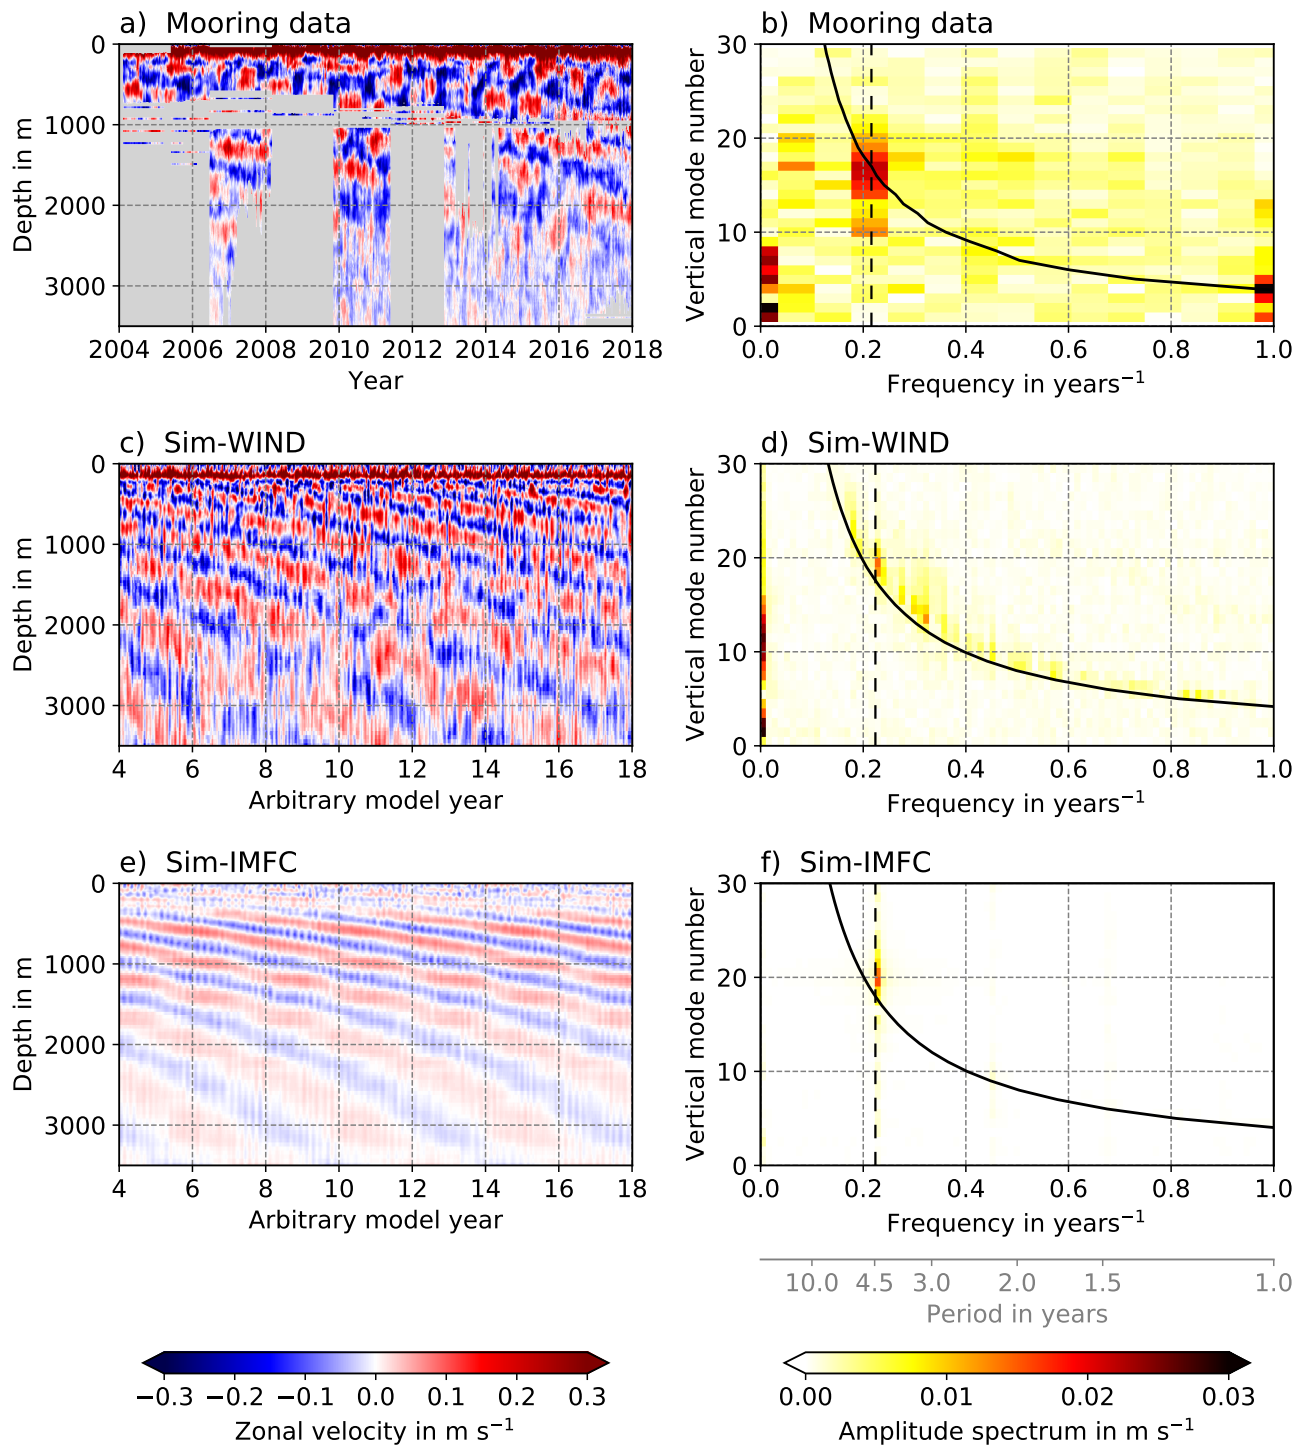 a) Mooring data
0
1000
2000
3000
Depth in m
2004 2006 2008 2010 2012 2014 2016 2018
Year
b) Mooring data
30
20
10
0
Vertical mode number
0.0 0.2 0.4 0.6 0.8 1.0
Frequency in years⁻¹
c) Sim-WIND
0
1000
2000
3000
Depth in m
4 6 8 10 12 14 16 18
Arbitrary model year
d) Sim-WIND
30
20
10
0
Vertical mode number
0.0 0.2 0.4 0.6 0.8 1.0
Frequency in years⁻¹
e) Sim-IMFC
0
1000
2000
3000
Depth in m
4 6 8 10 12 14 16 18
Arbitrary model year
f) Sim-IMFC
30
20
10
0
Vertical mode number
0.0 0.2 0.4 0.6 0.8 1.0
Frequency in years⁻¹
10.0 4.5 3.0 2.0 1.5 1.0
Period in years
−0.3 −0.2 −0.1 0.0 0.1 0.2 0.3
Zonal velocity in m s⁻¹
0.00 0.01 0.02 0.03
Amplitude spectrum in m s⁻¹